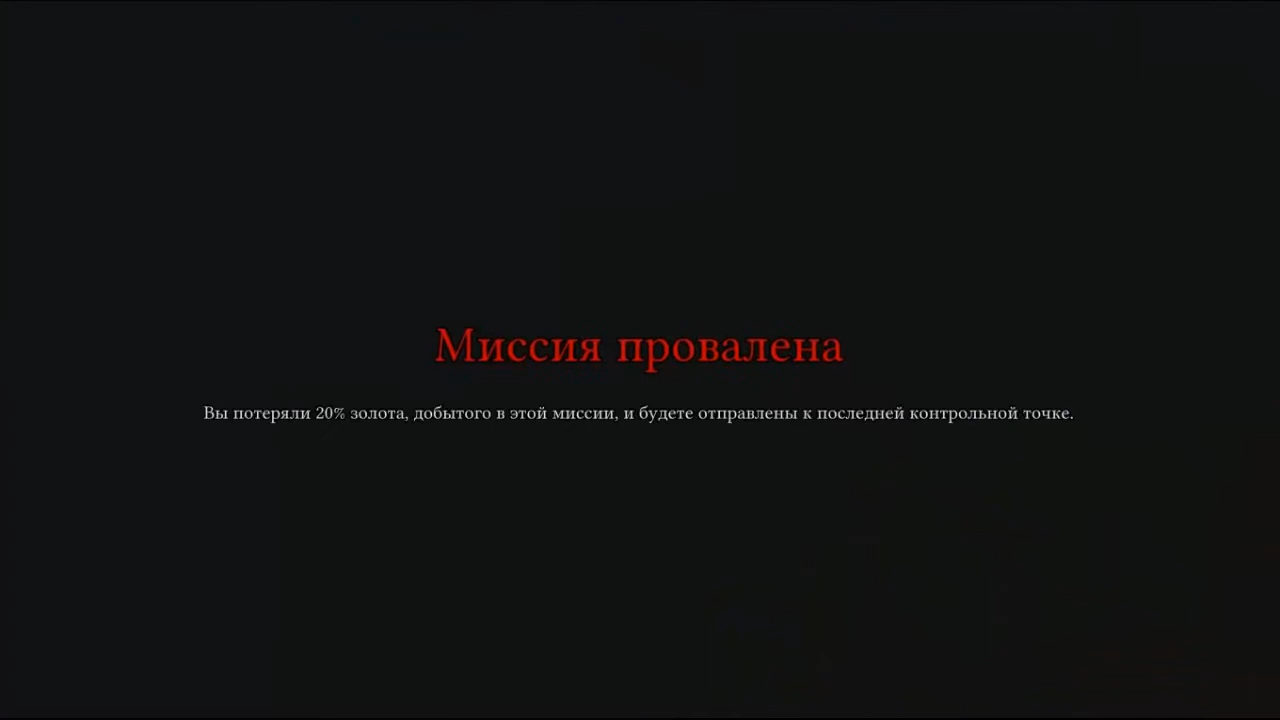 Миссия провалена
Вы потеряли 20% золота, добытого в этой миссии, и будете отправлены к последней контрольной точке.